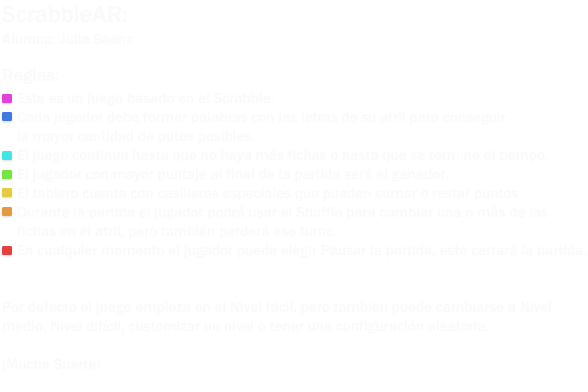 ScrabbleAR:
Alumna: Julia Saenz
Reglas:
Este es un juego basado en el Scrabble
Cada jugador debe formar palabras con las letras de su atril para conseguir
la mayor cantidad de putos posibles.
El juego continúa hasta que no haya más fichas o hasta que se termine el tiempo.
El jugador con mayor puntaje al final de la partida será el ganador.
El tablero cuenta con casilleros especiales que pueden sumar o restar puntos
Durante la partida el jugador podrá usar el Shuffle para cambiar una o más de las
fichas en el atril, pero también perderá ese turno.
En cualquier momento el jugador puede elegir Pausar la partida, esto cerrará la partida.
Por defecto el juego empieza en el Nivel fácil, pero también puede cambiarse a Nivel
medio, Nivel difícil, customizar un nivel o tener una configuración aleatoria.
¡Mucha Suerte!